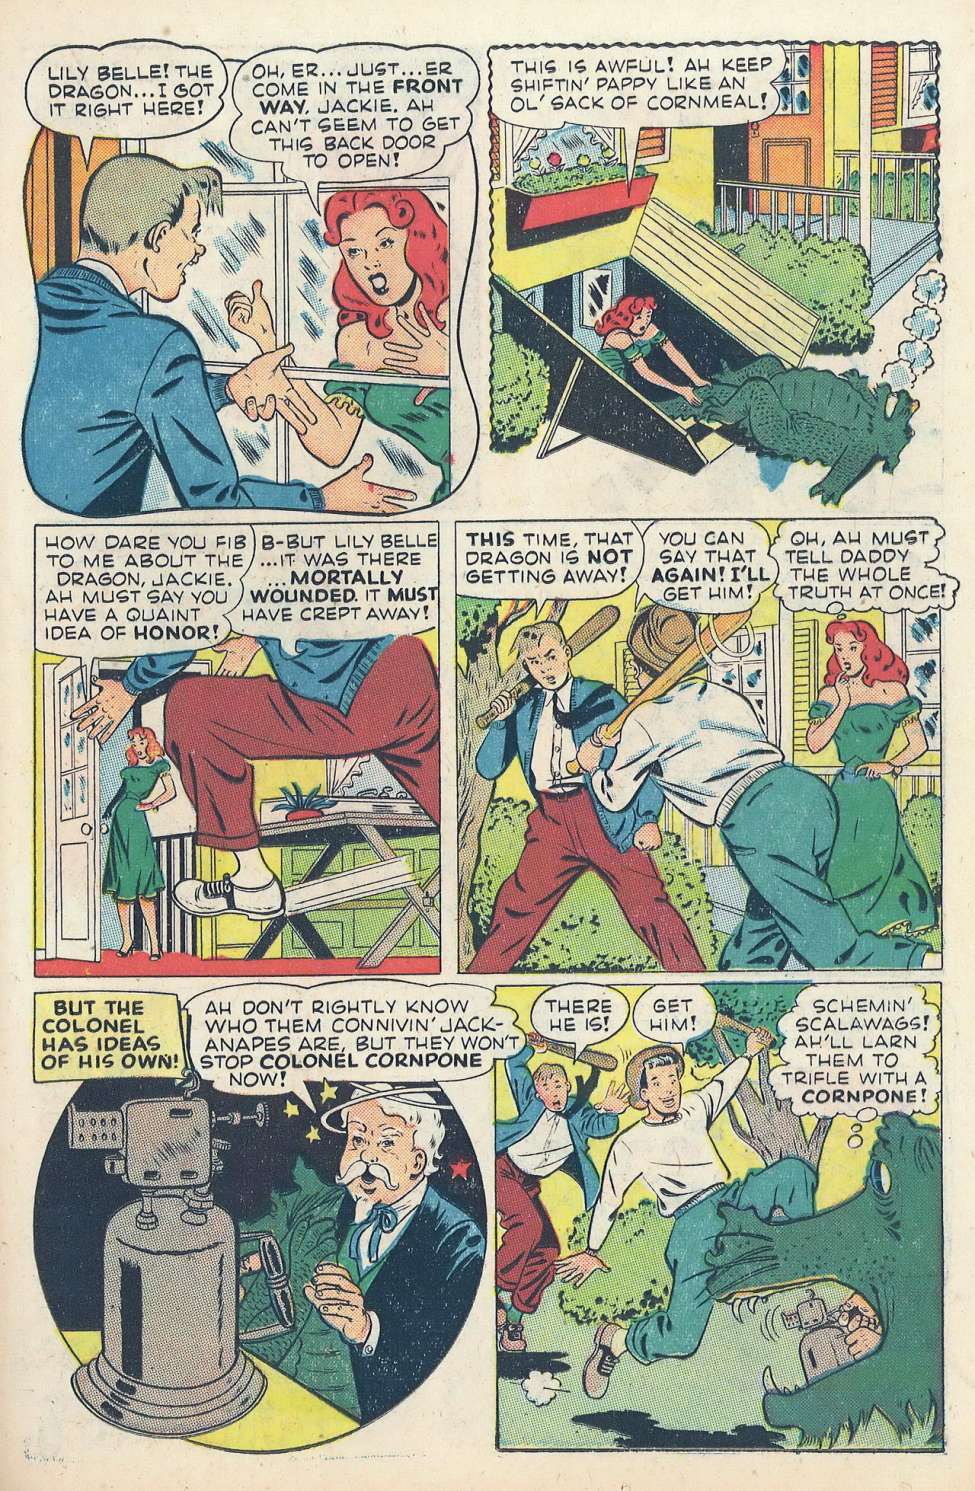 LILY BELLE! THE
DRAGON...I GOT
IT RIGHT HERE!
OH, ER...JUST...ER
COME IN THE FRONT
WAY, JACKIE. AH
CAN'T SEEM TO GET
THIS BACK DOOR
TO OPEN!
THIS IS AWFUL! AH KEEP
SHIFTIN' PAPPY LIKE AN
OL' SACK OF CORNMEAL!
HOW DARE YOU FIB
TO ME ABOUT THE
DRAGON, JACKIE.
AH MUST SAY YOU
HAVE A QUAINT
IDEA OF HONOR!
B-BUT LILY BELLE
...IT WAS THERE
...MORTALLY
WOUNDED. IT MUST
HAVE CREPT AWAY!
THIS TIME, THAT
DRAGON IS NOT
GETTING AWAY!
YOU CAN
SAY THAT
AGAIN! I'LL
GET HIM!
OH, AH MUST
TELL DADDY
THE WHOLE
TRUTH AT ONCE!
BUT THE
COLONEL
HAS IDEAS
OF HIS OWN!
AH DON'T RIGHTLY KNOW
WHO THEM CONNIVIN' JACK-
ANAPES ARE, BUT THEY WON'T
STOP COLONEL CORNPONE
NOW!
THERE
HE IS!
GET
HIM!
SCHEMIN'
SCALAWAGS!
AH'LL LARN
THEM TO
TRIFLE WITH A
CORNPONE!